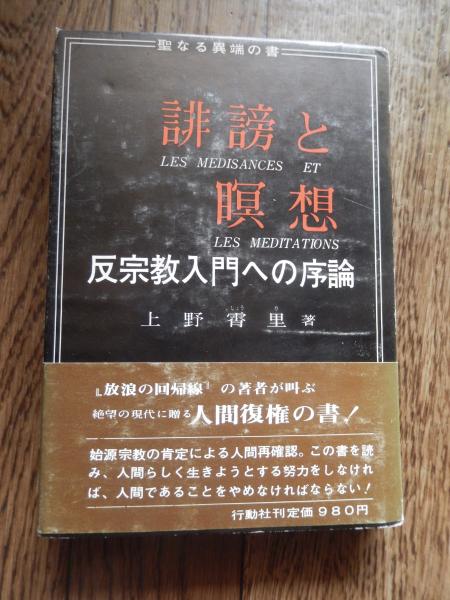 聖なる異端の書
誹謗と
LES MEDISANCES ET
瞑想
LES MEDITATIONS
反宗教入門への序論
しょう り
上野霄里著
『放浪の回帰線』の著者が叫ぶ
絶望の現代に贈る人間復権の書！
始源宗教の肯定による人間再確認。この書を読
み、人間らしく生きようとする努力をしなけれ
ば、人間であることをやめなければならない！
行動社刊定価９８０円